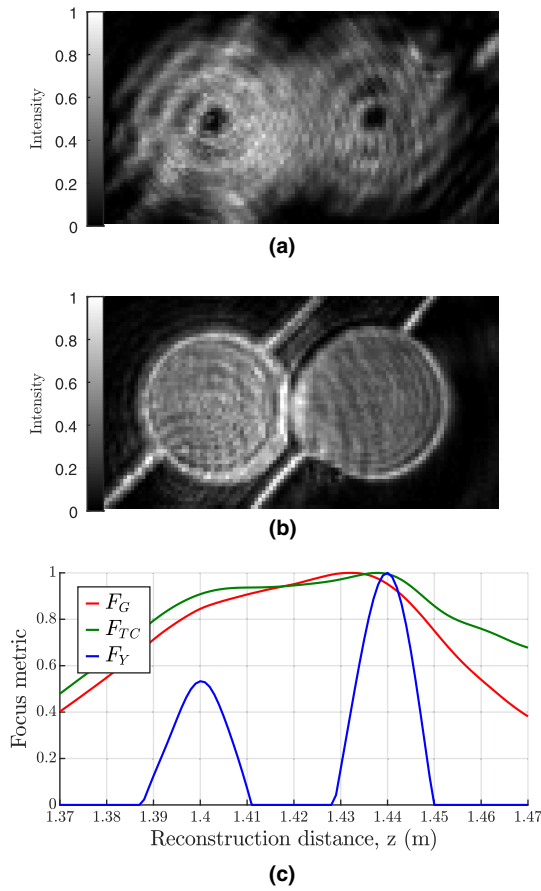 1
0.8
0.6
0.4
0.2
0
Intensity
(a)
1
0.8
0.6
0.4
0.2
0
Intensity
(b)
1
0.8
0.6
0.4
0.2
0
Focus metric
F_G
F_TC
F_Y
1.37 1.38 1.39 1.4 1.41 1.42 1.43 1.44 1.45 1.46 1.47
Reconstruction distance, z (m)
(c)